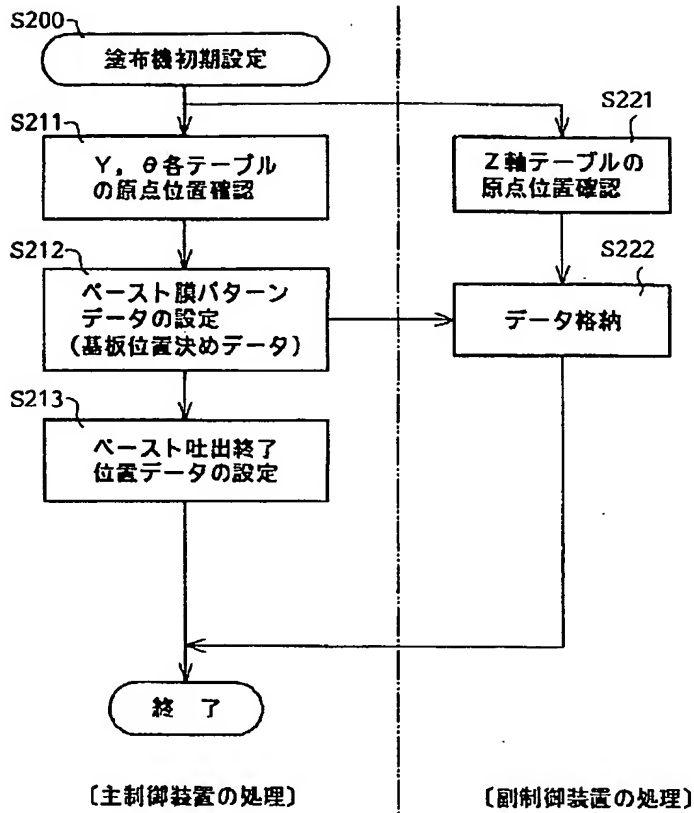 S200
塗布機初期設定
S211
Y，θ各テーブル
の原点位置確認
S221
Z軸テーブルの
原点位置確認
S212
ペースト膜パターン
データの設定
（基板位置決めデータ）
S222
データ格納
S213
ペースト吐出終了
位置データの設定
終 了
〔主制御装置の処理〕
〔副制御装置の処理〕